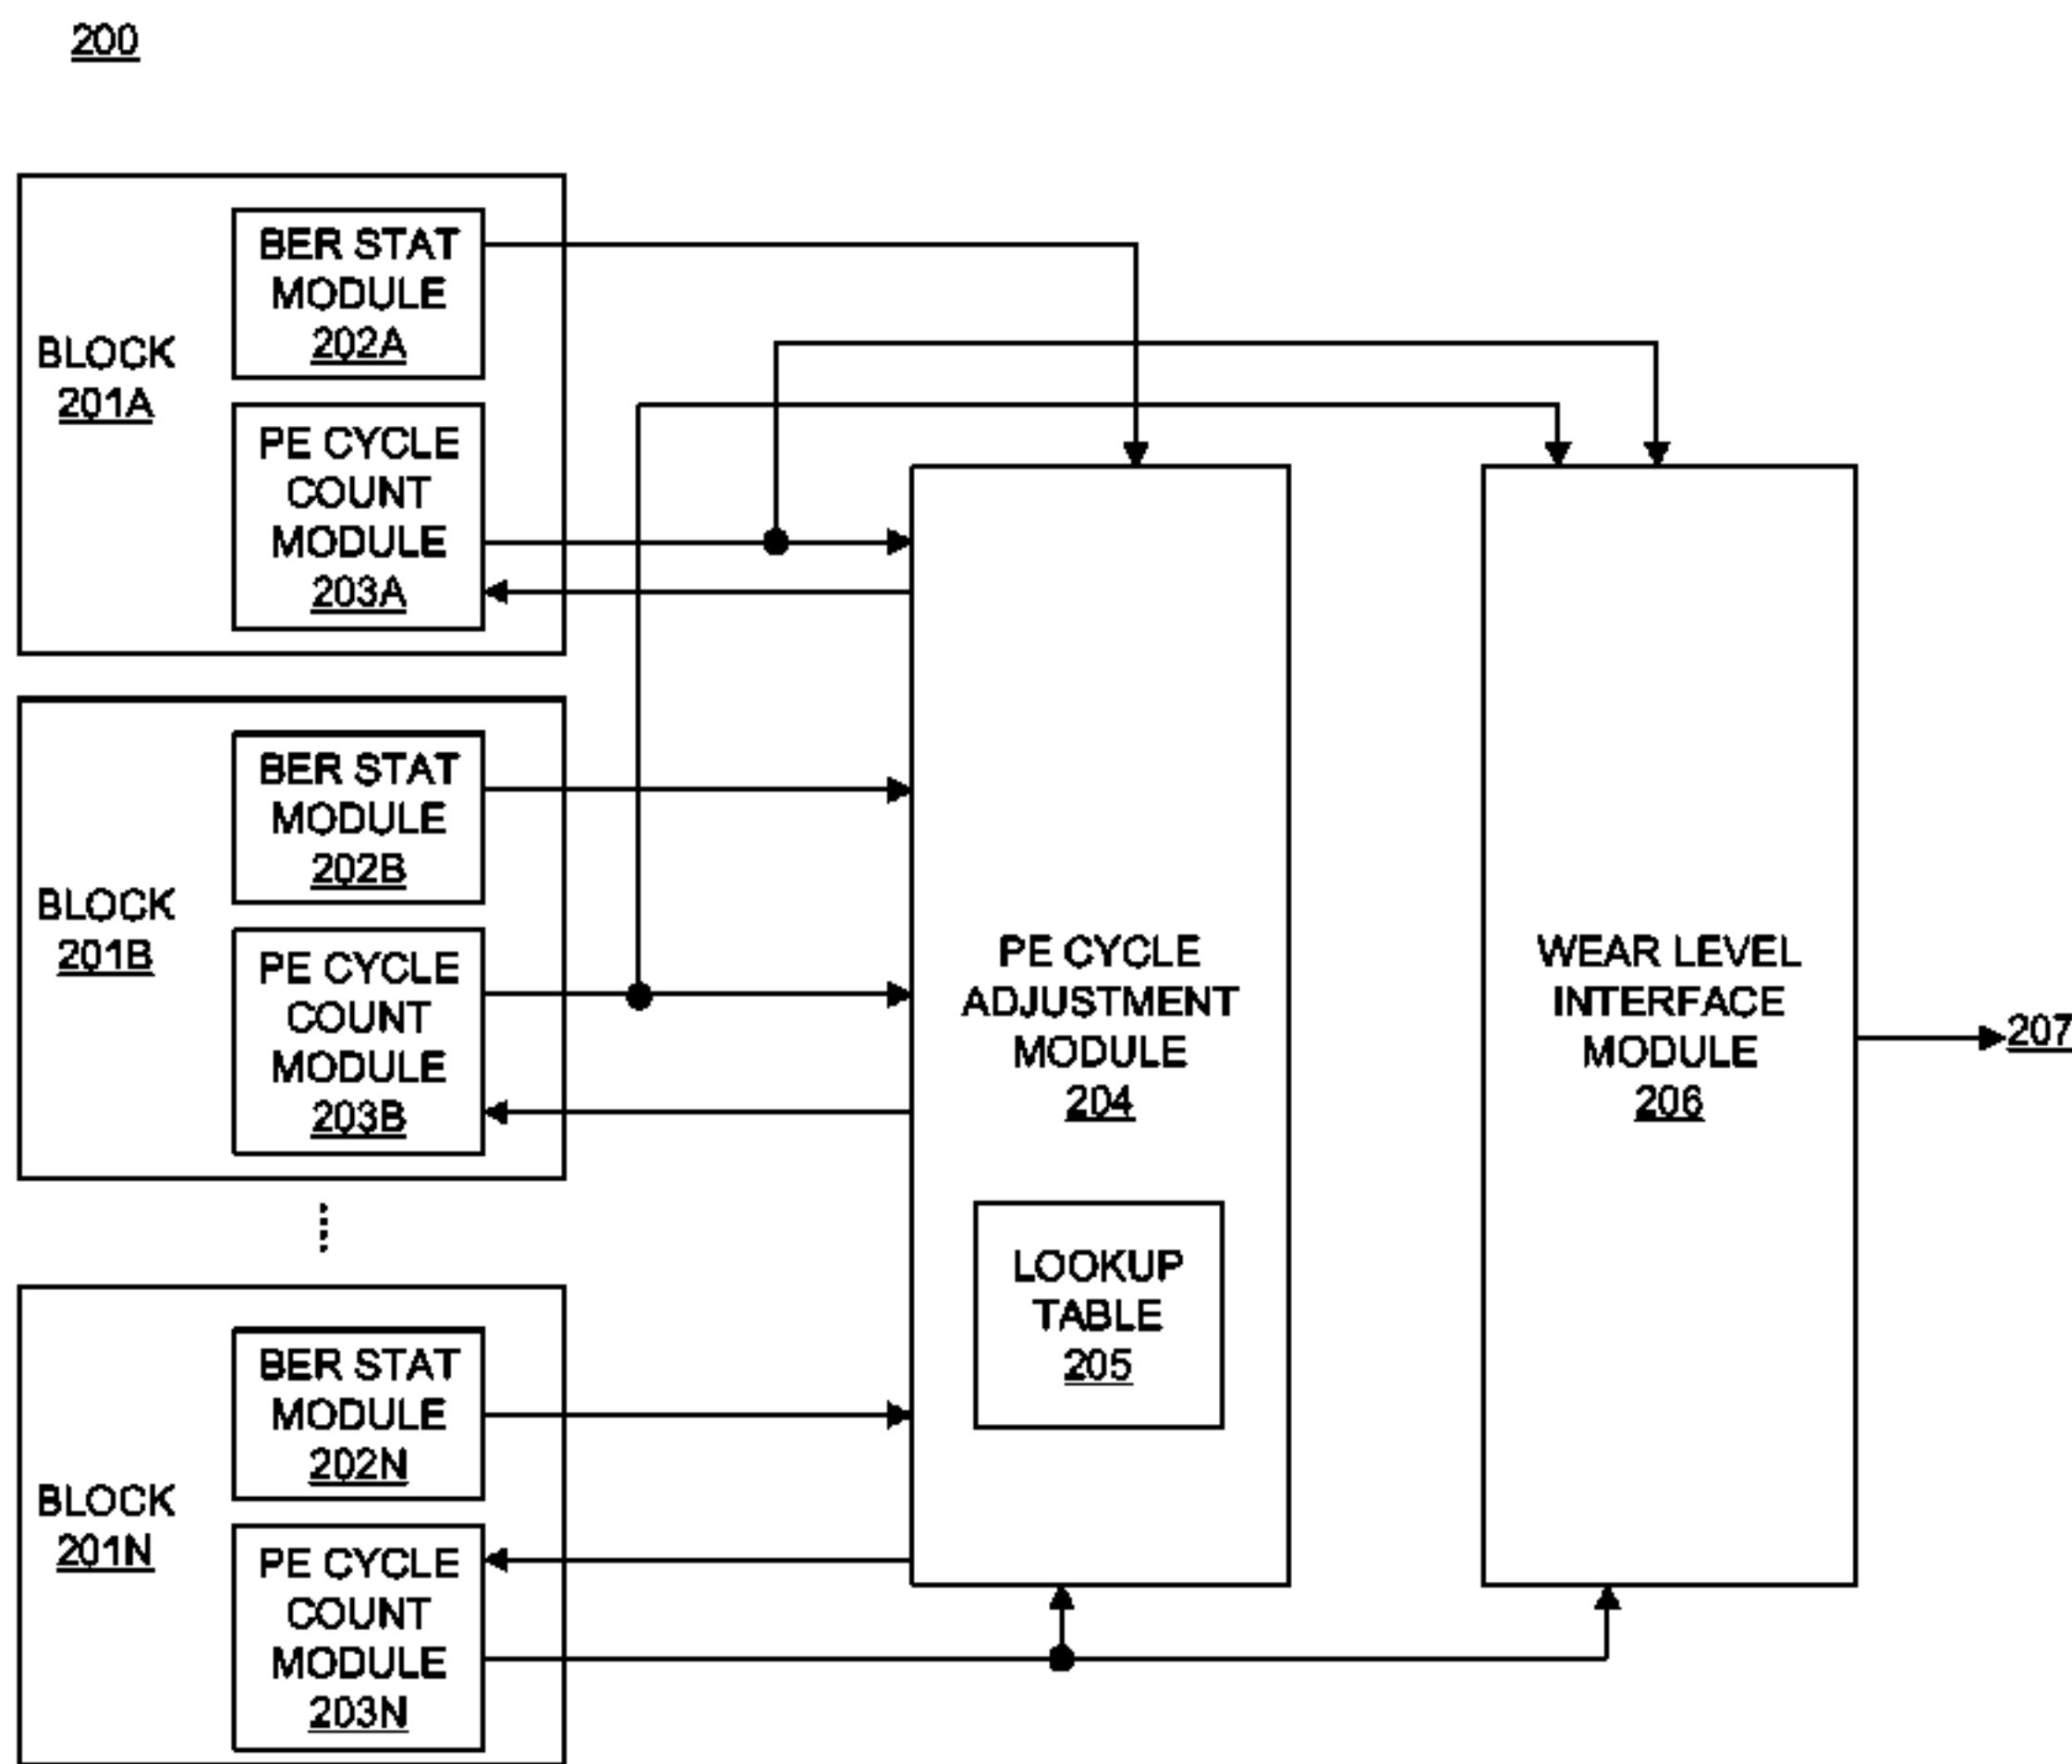 200
BER STAT
MODULE
202A
BLOCK
201A
PE CYCLE
COUNT
MODULE
203A
BER STAT
MODULE
202B
BLOCK
201B
PE CYCLE
COUNT
MODULE
203B
BER STAT
MODULE
202N
BLOCK
201N
PE CYCLE
COUNT
MODULE
203N
PE CYCLE
ADJUSTMENT
MODULE
204
LOOKUP
TABLE
205
WEAR LEVEL
INTERFACE
MODULE
206
207